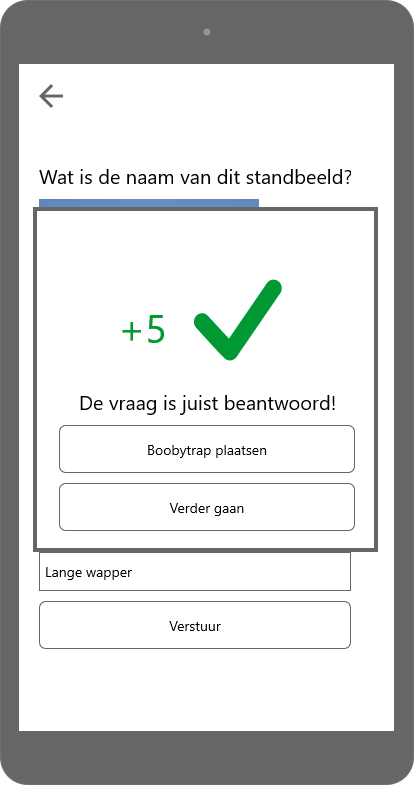 Wat is de naam van dit standbeeld?
+5
De vraag is juist beantwoord!
Boobytrap plaatsen
Verder gaan
Lange wapper
Verstuur